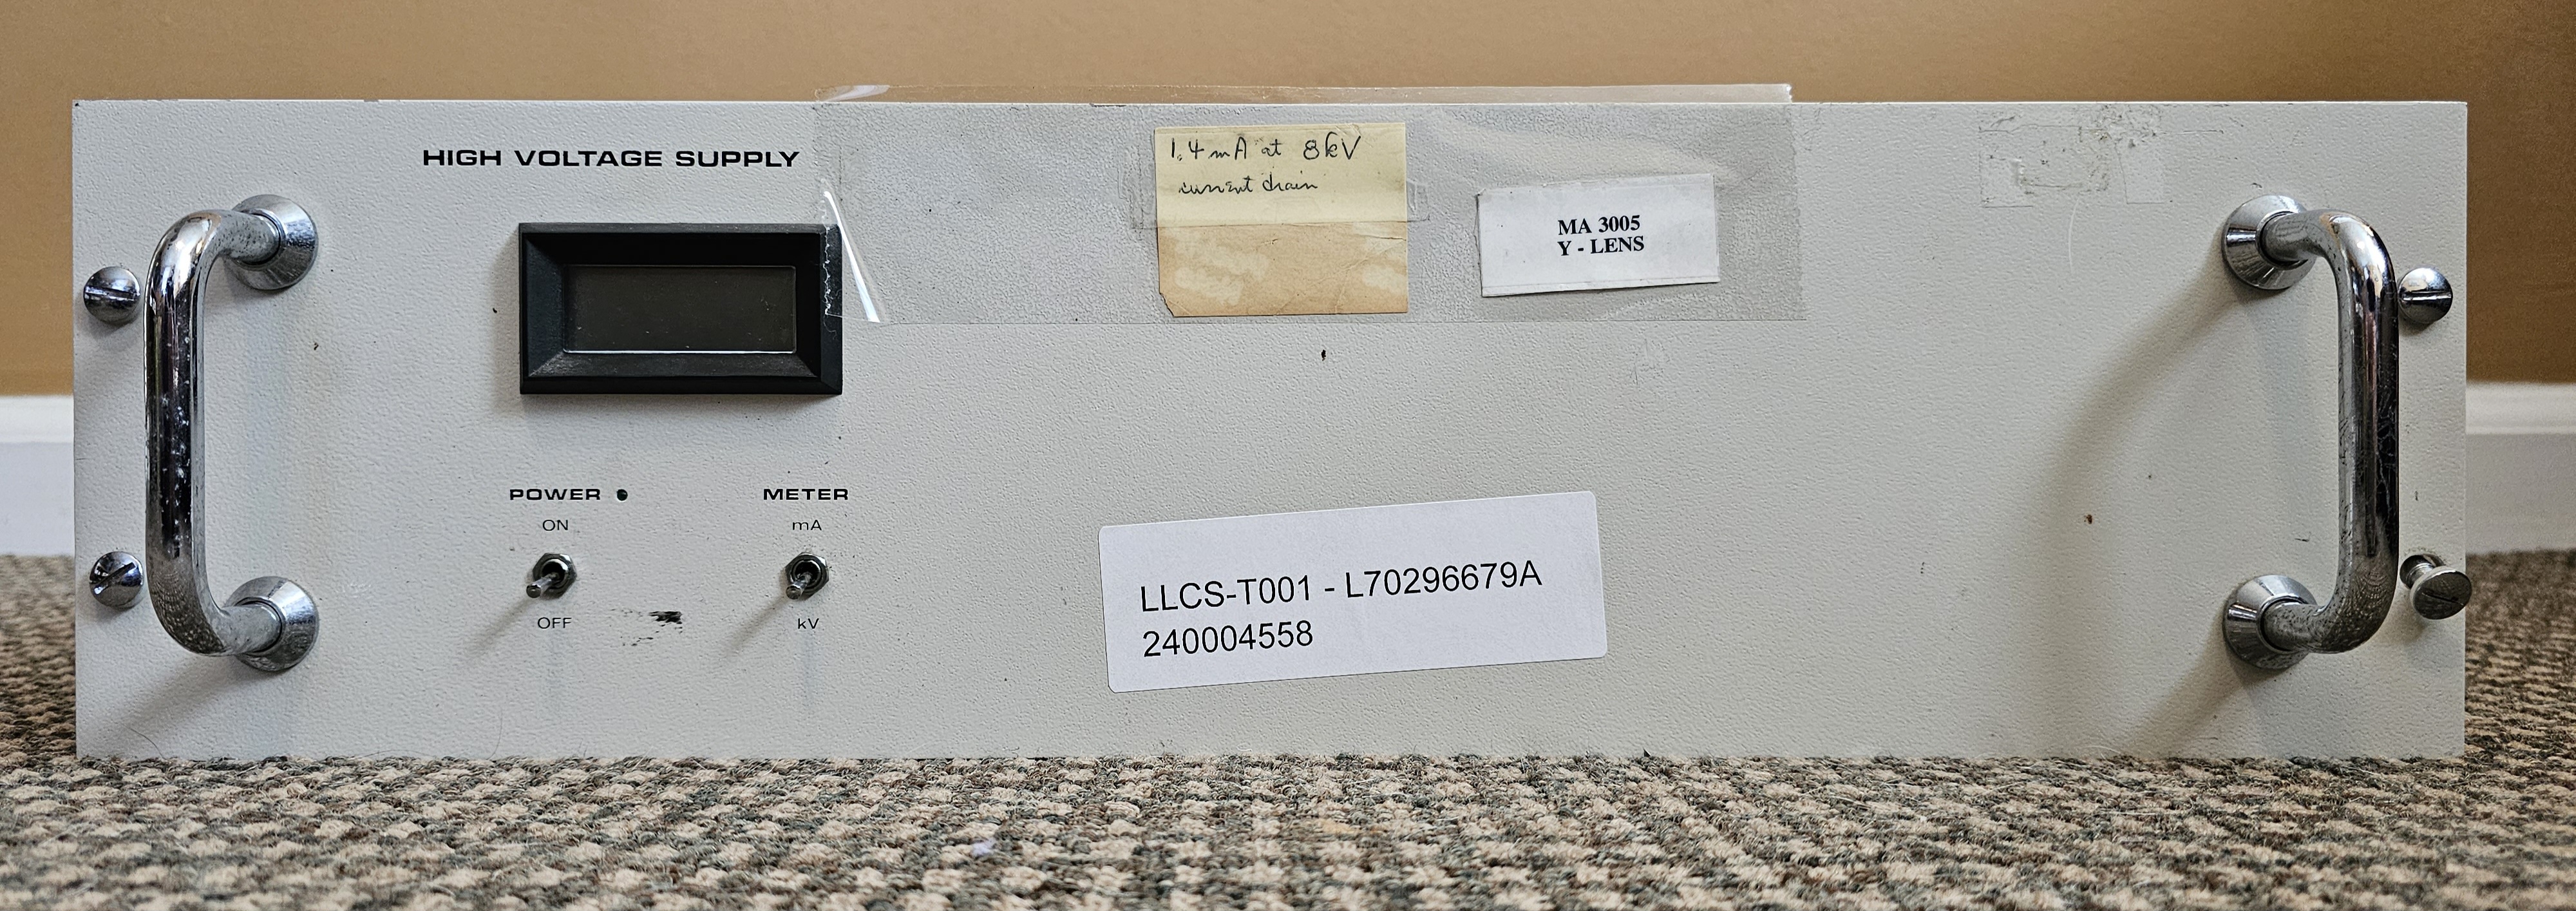 HIGH VOLTAGE SUPPLY
1.4 mA at 8kV
current drain
MA 3005
Y - LENS
POWER
ON
OFF
METER
mA
kV
LLCS-T001 - L70296679A
240004558